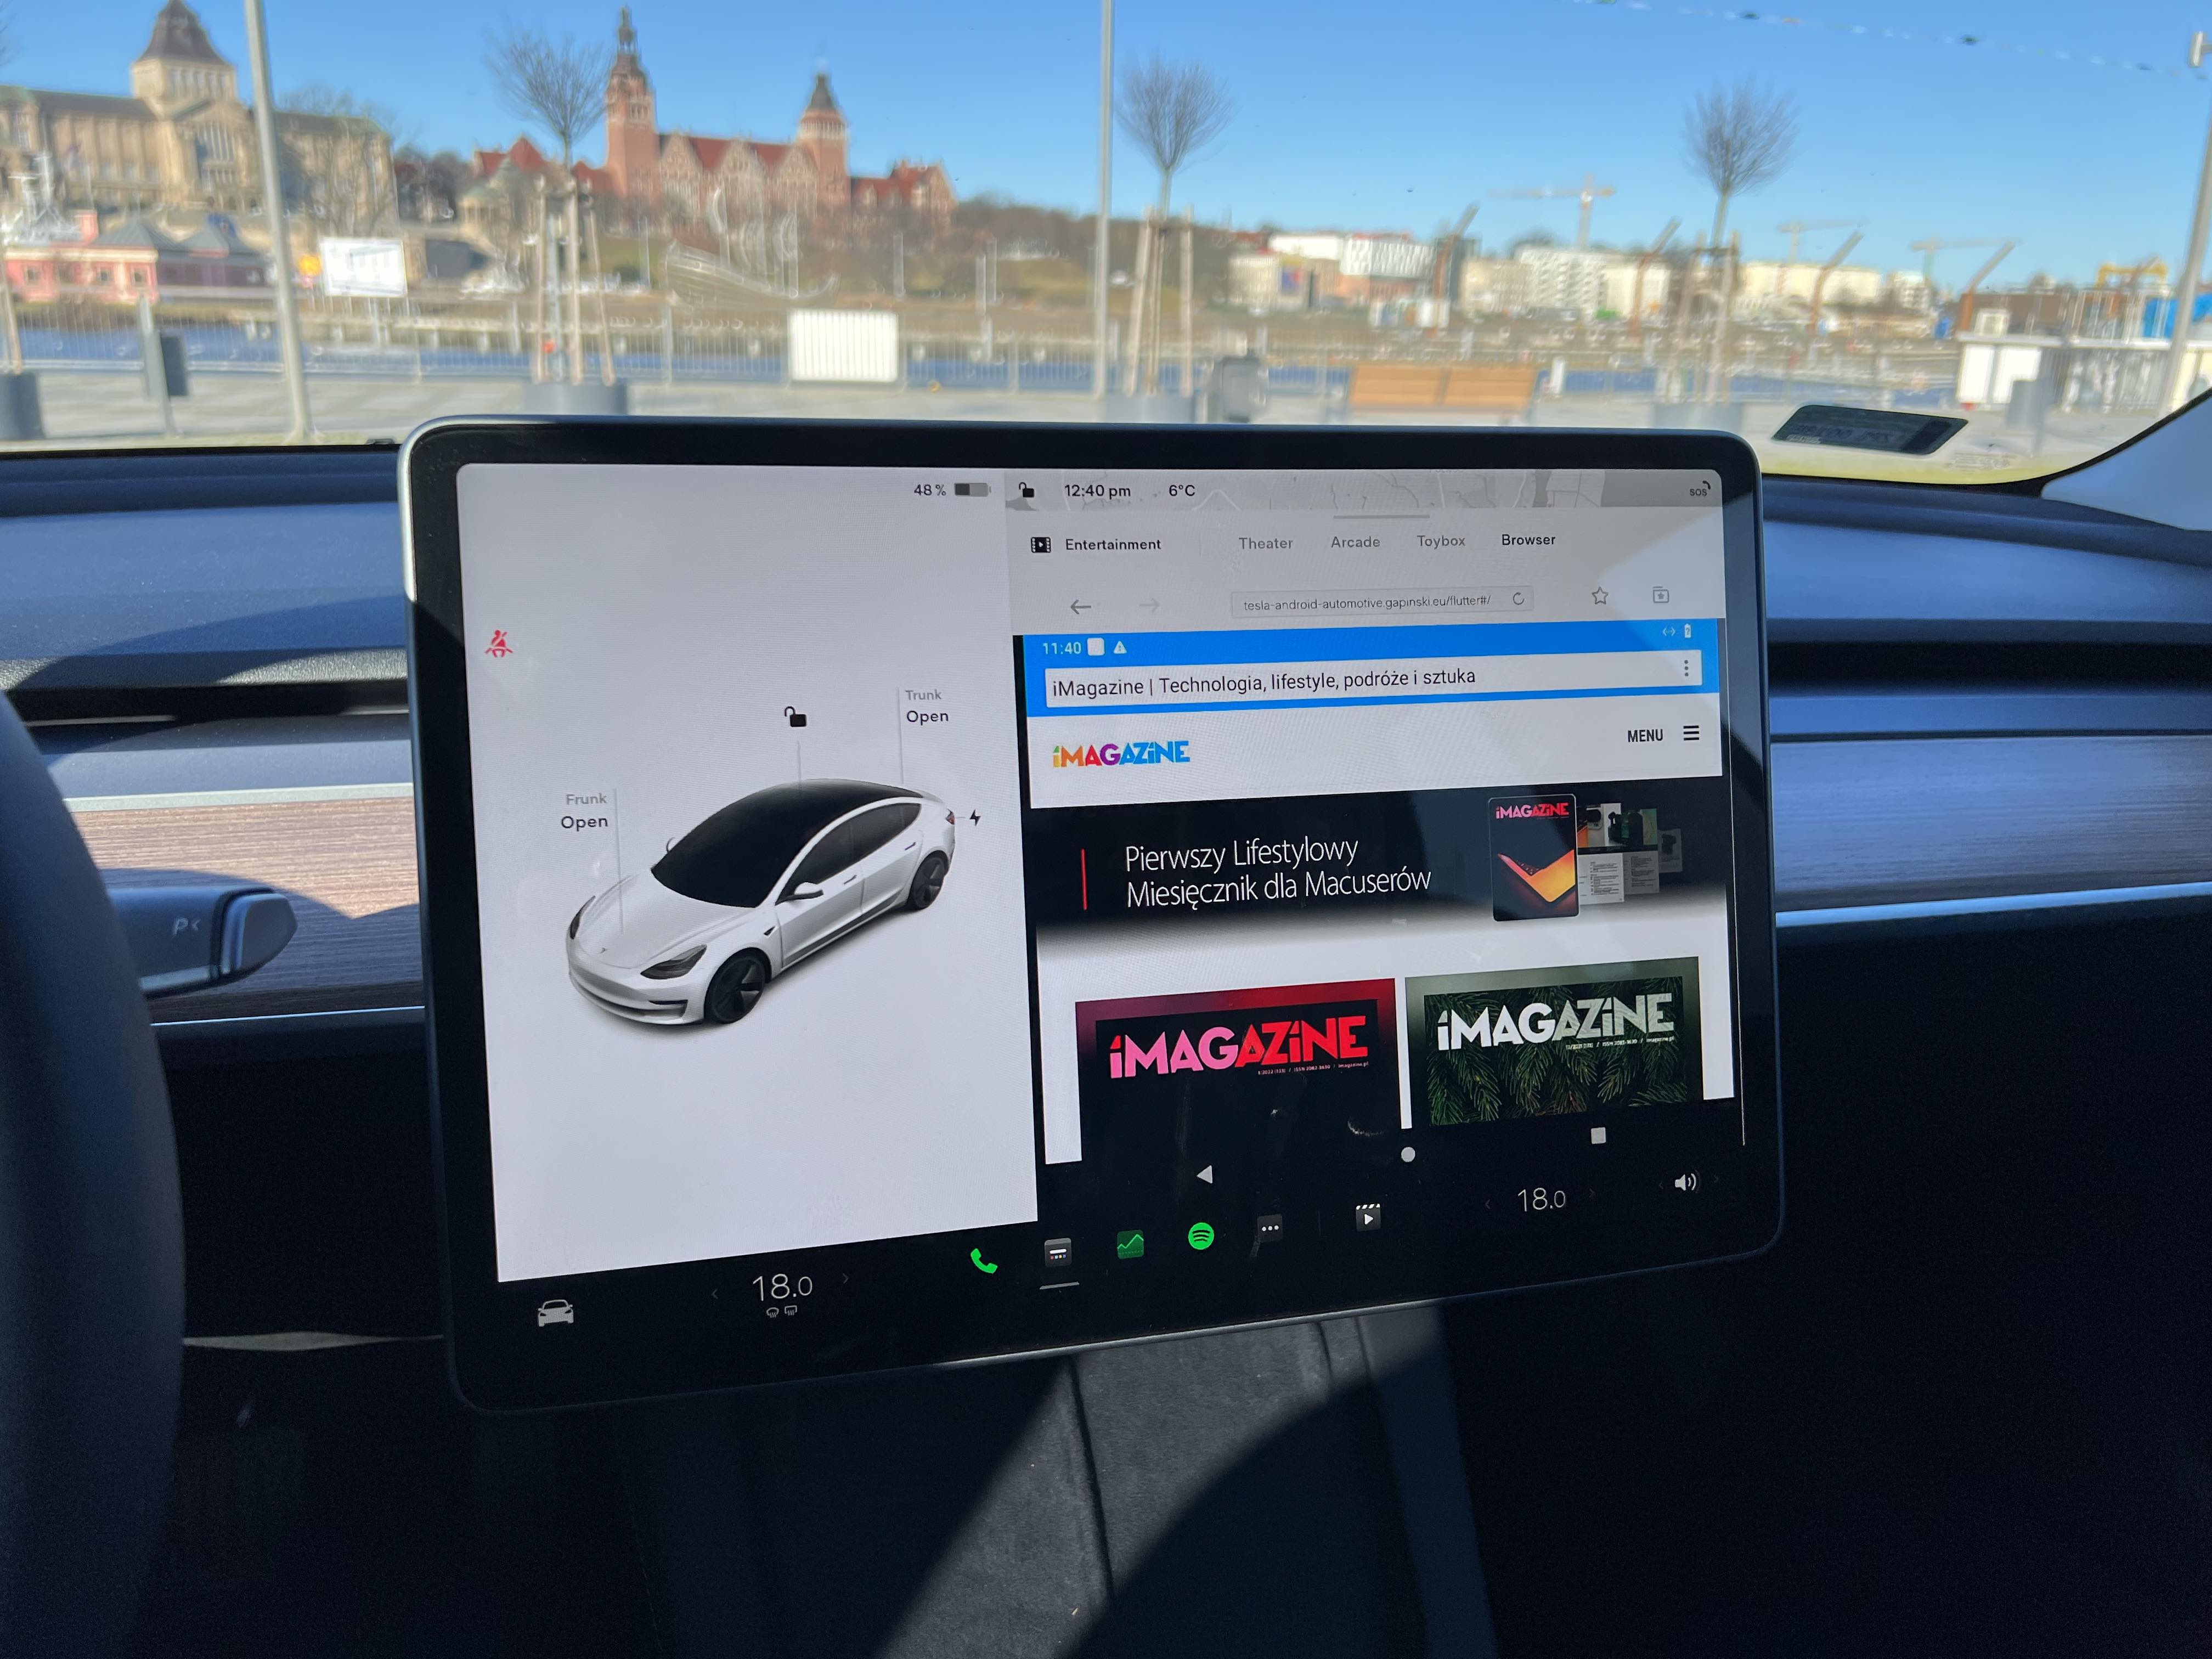 48 %
12:40 pm
6°C
SOS
Entertainment
Theater
Arcade
Toybox
Browser
tesla-android-automotive.gapinski.eu/flutter#/
11:40
iMagazine | Technologia, lifestyle, podróże i sztuka
iMAGAZiNE
MENU
Pierwszy Lifestylowy
Miesięcznik dla Macuserów
iMAGAZiNE
iMAGAZiNE
iMAGAZiNE
Trunk
Open
Frunk
Open
P<
18.0
18.0